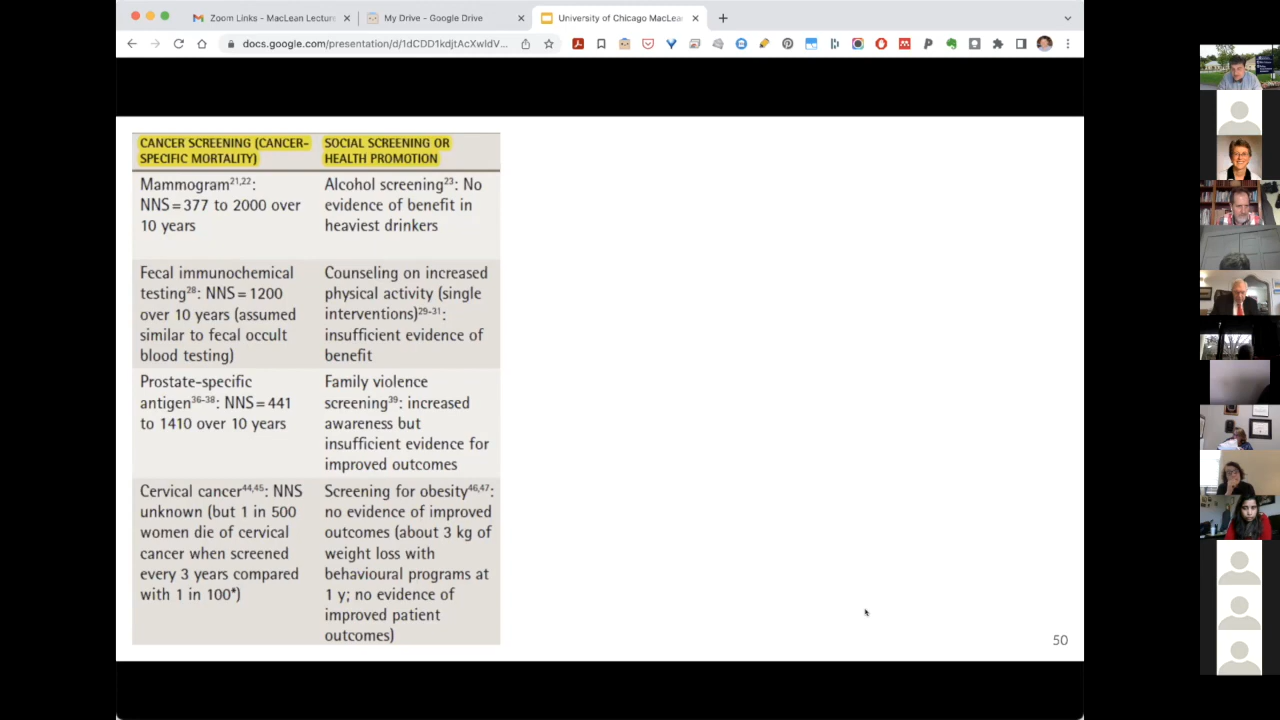 Zoom Links - MacLean Lectur
My Drive - Google Drive
University of Chicago MacLea
docs.google.com/presentation/d/1dCDD1kdjtAcXwIdV...
CANCER SCREENING (CANCER-
SPECIFIC MORTALITY)
SOCIAL SCREENING OR
HEALTH PROMOTION
Mammogram21,22:
NNS=377 to 2000 over
10 years
Alcohol screening23: No
evidence of benefit in
heaviest drinkers
Fecal immunochemical
testing28: NNS=1200
over 10 years (assumed
similar to fecal occult
blood testing)
Counseling on increased
physical activity (single
interventions)29-31:
insufficient evidence of
benefit
Prostate-specific
antigen36-38: NNS=441
to 1410 over 10 years
Family violence
screening39: increased
awareness but
insufficient evidence for
improved outcomes
Cervical cancer44,45: NNS
unknown (but 1 in 500
women die of cervical
cancer when screened
every 3 years compared
with 1 in 100*)
Screening for obesity46,47:
no evidence of improved
outcomes (about 3 kg of
weight loss with
behavioural programs at
1 y; no evidence of
improved patient
outcomes)
50